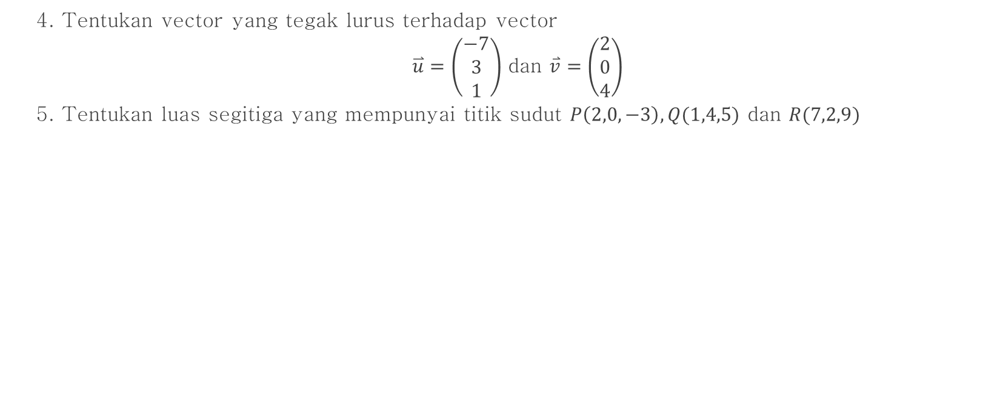 4. Tentukan vector yang tegak lurus terhadap vector
$\vec{u} = \begin{pmatrix} -7 \\ 3 \\ 1 \end{pmatrix}$ dan $\vec{v} = \begin{pmatrix} 2 \\ 0 \\ 4 \end{pmatrix}$
5. Tentukan luas segitiga yang mempunyai titik sudut $P(2,0,-3), Q(1,4,5)$ dan $R(7,2,9)$